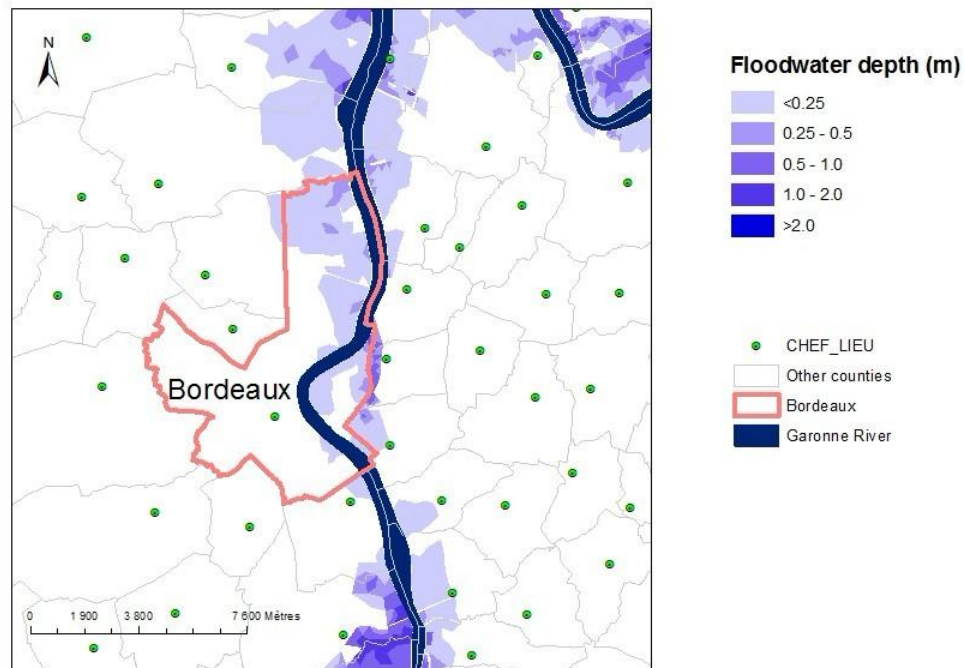 N
Bordeaux
0 1 900 3 800 7 600 Mètres
Floodwater depth (m)
<0.25
0.25 - 0.5
0.5 - 1.0
1.0 - 2.0
>2.0
CHEF_LIEU
Other counties
Bordeaux
Garonne River